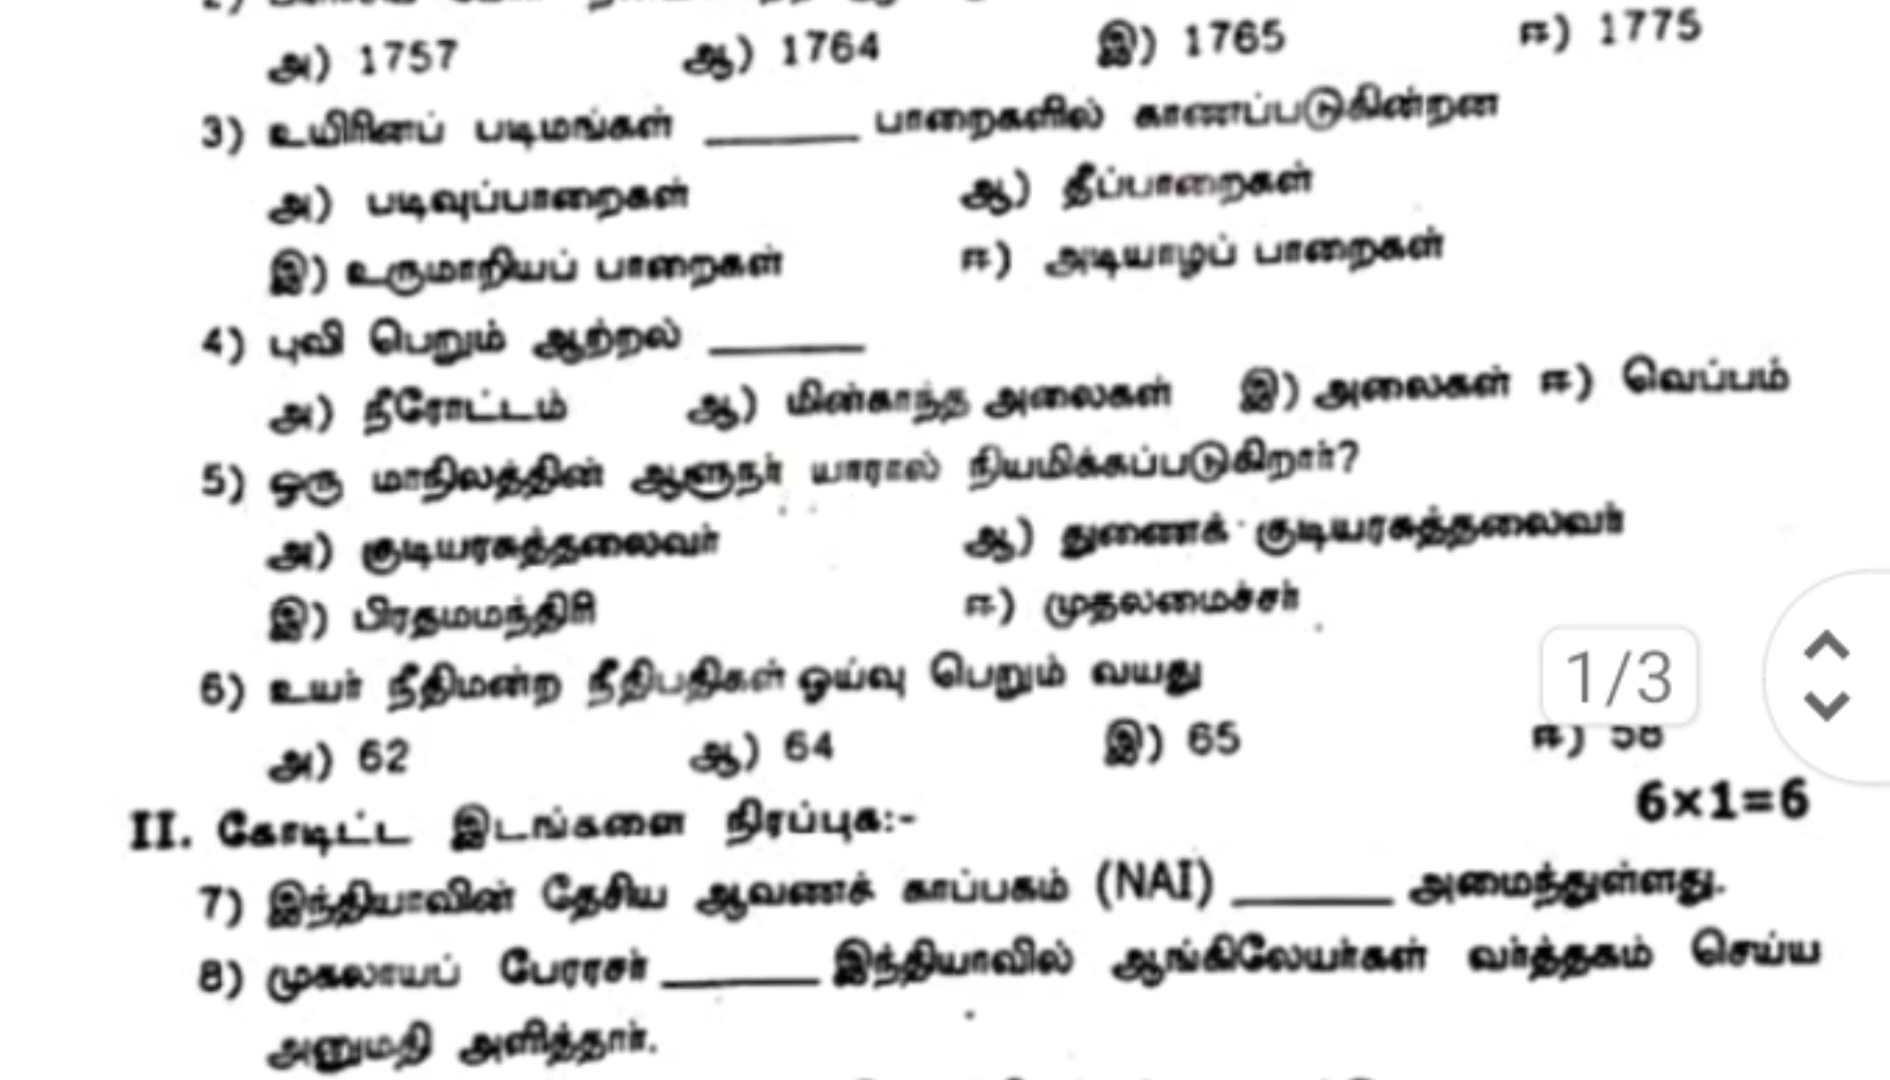 அ) 1757 ஆ) 1764 இ) 1765 ஈ) 1775
3) உயிரினப் படிமங்கள் ______ பாறைகளில் காணப்படுகின்றன
அ) படிவுப்பாறைகள் ஆ) தீப்பாறைகள்
இ) உருமாறியப் பாறைகள் ஈ) அடியாழப் பாறைகள்
4) புவி பெறும் ஆற்றல் ______
அ) நீரோட்டம் ஆ) மின்காந்த அலைகள் இ) அலைகள் ஈ) வெப்பம்
5) ஒரு மாநிலத்தின் ஆளுநர் யாரால் நியமிக்கப்படுகிறார்?
அ) குடியரசுத்தலைவர் ஆ) துணைக் குடியரசுத்தலைவர்
இ) பிரதமமந்திரி ஈ) முதலமைச்சர்
6) உயர் நீதிமன்ற நீதிபதிகள் ஓய்வு பெறும் வயது
1/3
அ) 62 ஆ) 64 இ) 65 ஈ) 58
6×1=6
II. கோடிட்ட இடங்களை நிரப்புக:-
7) இந்தியாவின் தேசிய ஆவணக் காப்பகம் (NAI) ______ அமைந்துள்ளது.
8) முகலாயப் பேரரசர் ______ இந்தியாவில் ஆங்கிலேயர்கள் வர்த்தகம் செய்ய
அனுமதி அளித்தார்.